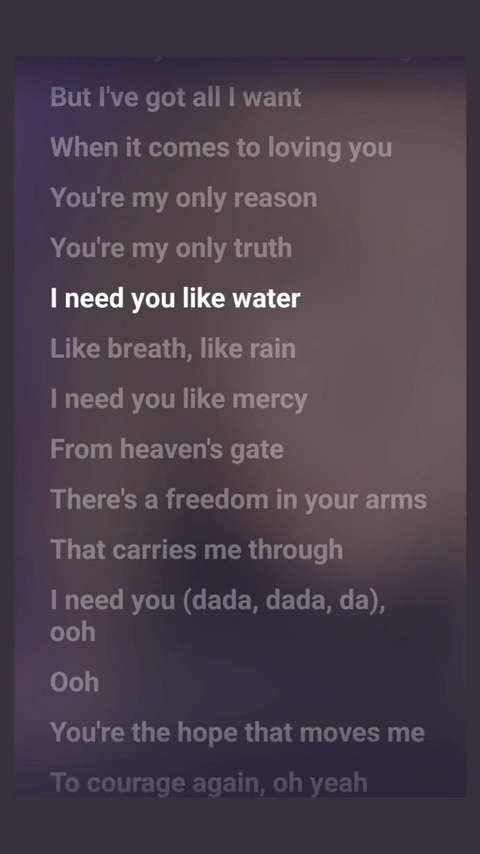 But I've got all I want
When it comes to loving you
You're my only reason
You're my only truth
I need you like water
Like breath, like rain
I need you like mercy
From heaven's gate
There's a freedom in your arms
That carries me through
I need you (dada, dada, da),
ooh
Ooh
You're the hope that moves me
To courage again, oh yeah